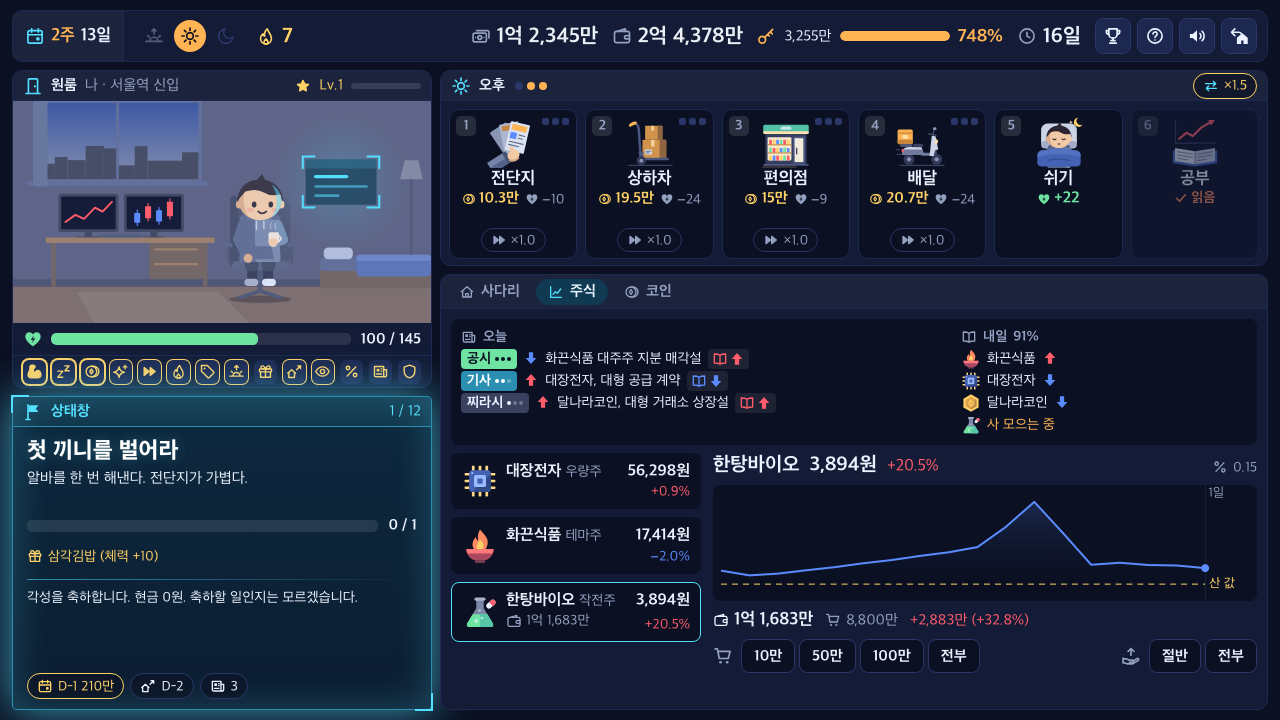 2주 13일
7
1억 2,345만
2억 4,378만
3,255만
748%
16일
원룸 나 · 서울역 신입
Lv.1
100 / 145
상태창
1 / 12
첫 끼니를 벌어라
알바를 한 번 해낸다. 전단지가 가볍다.
0 / 1
삼각김밥 (체력 +10)
각성을 축하합니다. 현금 0원. 축하할 일인지는 모르겠습니다.
D-1 210만
D-2
3
오후
×1.5
1
전단지
10.3만 −10
×1.0
2
상하차
19.5만 −24
×1.0
3
편의점
15만 −9
×1.0
4
배달
20.7만 −24
×1.0
5
쉬기
+22
6
공부
읽음
사다리
주식
코인
오늘
공시 화끈식품 대주주 지분 매각설
기사 대장전자, 대형 공급 계약
찌라시 달나라코인, 대형 거래소 상장설
내일 91%
화끈식품
대장전자
달나라코인
사 모으는 중
대장전자 우량주 56,298원
+0.9%
화끈식품 테마주 17,414원
−2.0%
한탕바이오 작전주 3,894원
1억 1,683만 +20.5%
한탕바이오 3,894원 +20.5%
% 0.15
1일
산 값
1억 1,683만 8,800만 +2,883만 (+32.8%)
10만
50만
100만
전부
절반
전부